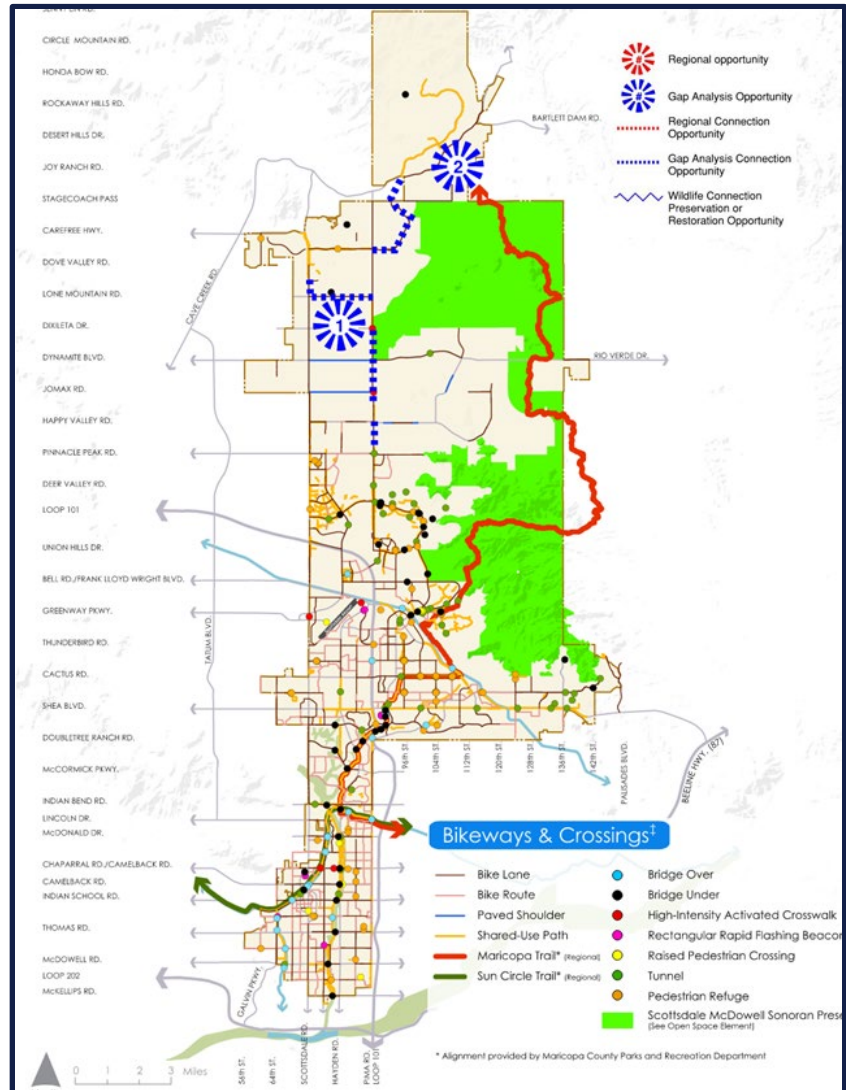 CIRCLE MOUNTAIN RD.
HONDA BOW RD.
ROCKAWAY HILLS RD.
DESERT HILLS DR.
JOY RANCH RD.
STAGECOACH PASS
CAREFREE HWY.
DOVE VALLEY RD.
LONE MOUNTAIN RD.
DIXILETA DR.
DYNAMITE BLVD.
JOMAX RD.
HAPPY VALLEY RD.
PINNACLE PEAK RD.
DEER VALLEY RD.
LOOP 101
UNION HILLS DR.
BELL RD./FRANK LLOYD WRIGHT BLVD.
GREENWAY PKWY.
THUNDERBIRD RD.
CACTUS RD.
SHEA BLVD.
DOUBLETREE RANCH RD.
McCORMICK PKWY.
INDIAN BEND RD.
LINCOLN DR.
McDONALD DR.
CHAPARRAL RD./CAMELBACK RD.
CAMELBACK RD.
INDIAN SCHOOL RD.
THOMAS RD.
McDOWELL RD.
LOOP 202
McKELLIPS RD.
#
Regional opportunity
#
Gap Analysis Opportunity
Regional Connection
Opportunity
Gap Analysis Connection
Opportunity
Wildlife Connection
Preservation or
Restoration Opportunity
BARTLETT DAM RD.
2
1
CAVE CREEK RD.
RIO VERDE DR.
TATUM BLVD.
96th ST.
104th ST.
112th ST.
120th ST.
128th ST.
136th ST.
142th ST.
PALISADES BLVD.
BEELINE HWY. (87)
Bikeways & Crossings‡
Bike Lane
Bike Route
Paved Shoulder
Shared-Use Path
Maricopa Trail* (Regional)
Sun Circle Trail* (Regional)
Bridge Over
Bridge Under
High-Intensity Activated Crosswalk
Rectangular Rapid Flashing Beacon
Raised Pedestrian Crossing
Tunnel
Pedestrian Refuge
Scottsdale McDowell Sonoran Prese
(See Open Space Element)
* Alignment provided by Maricopa County Parks and Recreation Department
GALVIN PKWY.
56th ST.
64th ST.
SCOTTSDALE RD.
HAYDEN RD.
PIMA RD.
LOOP 101
0 1 2 3 Miles